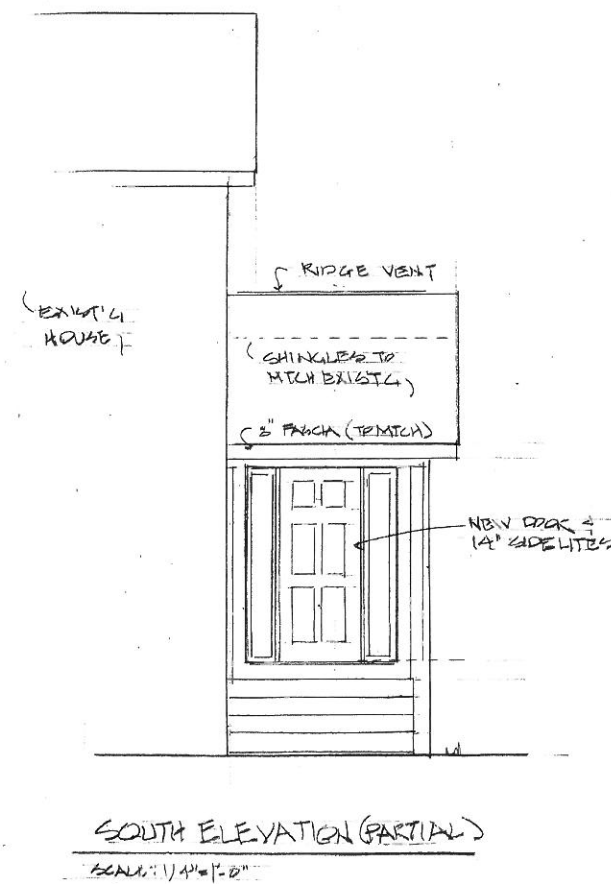 RIDGE VENT
(EXIST'G
HOUSE)
(SHINGLES TO
MTCH EXIST'G)
8" FASCIA (TO MTCH)
NEW DOOR &
14" SIDELITES
SOUTH ELEVATION (PARTIAL)
SCALE: 1/4"=1'-0"